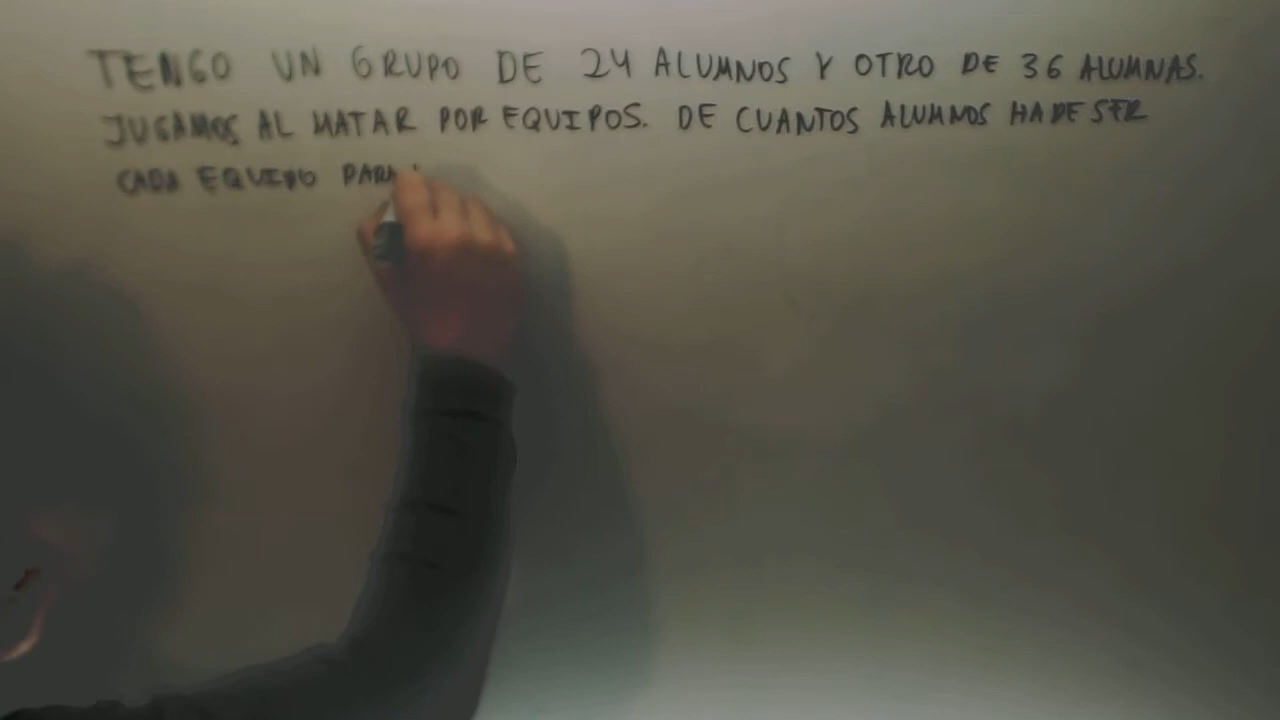 TENGO UN GRUPO DE 24 ALUMNOS Y OTRO DE 36 ALUMNAS.
JUGAMOS AL MATAR POR EQUIPOS. DE CUANTOS ALUMNOS HA DE SER
CADA EQUIPO PARA